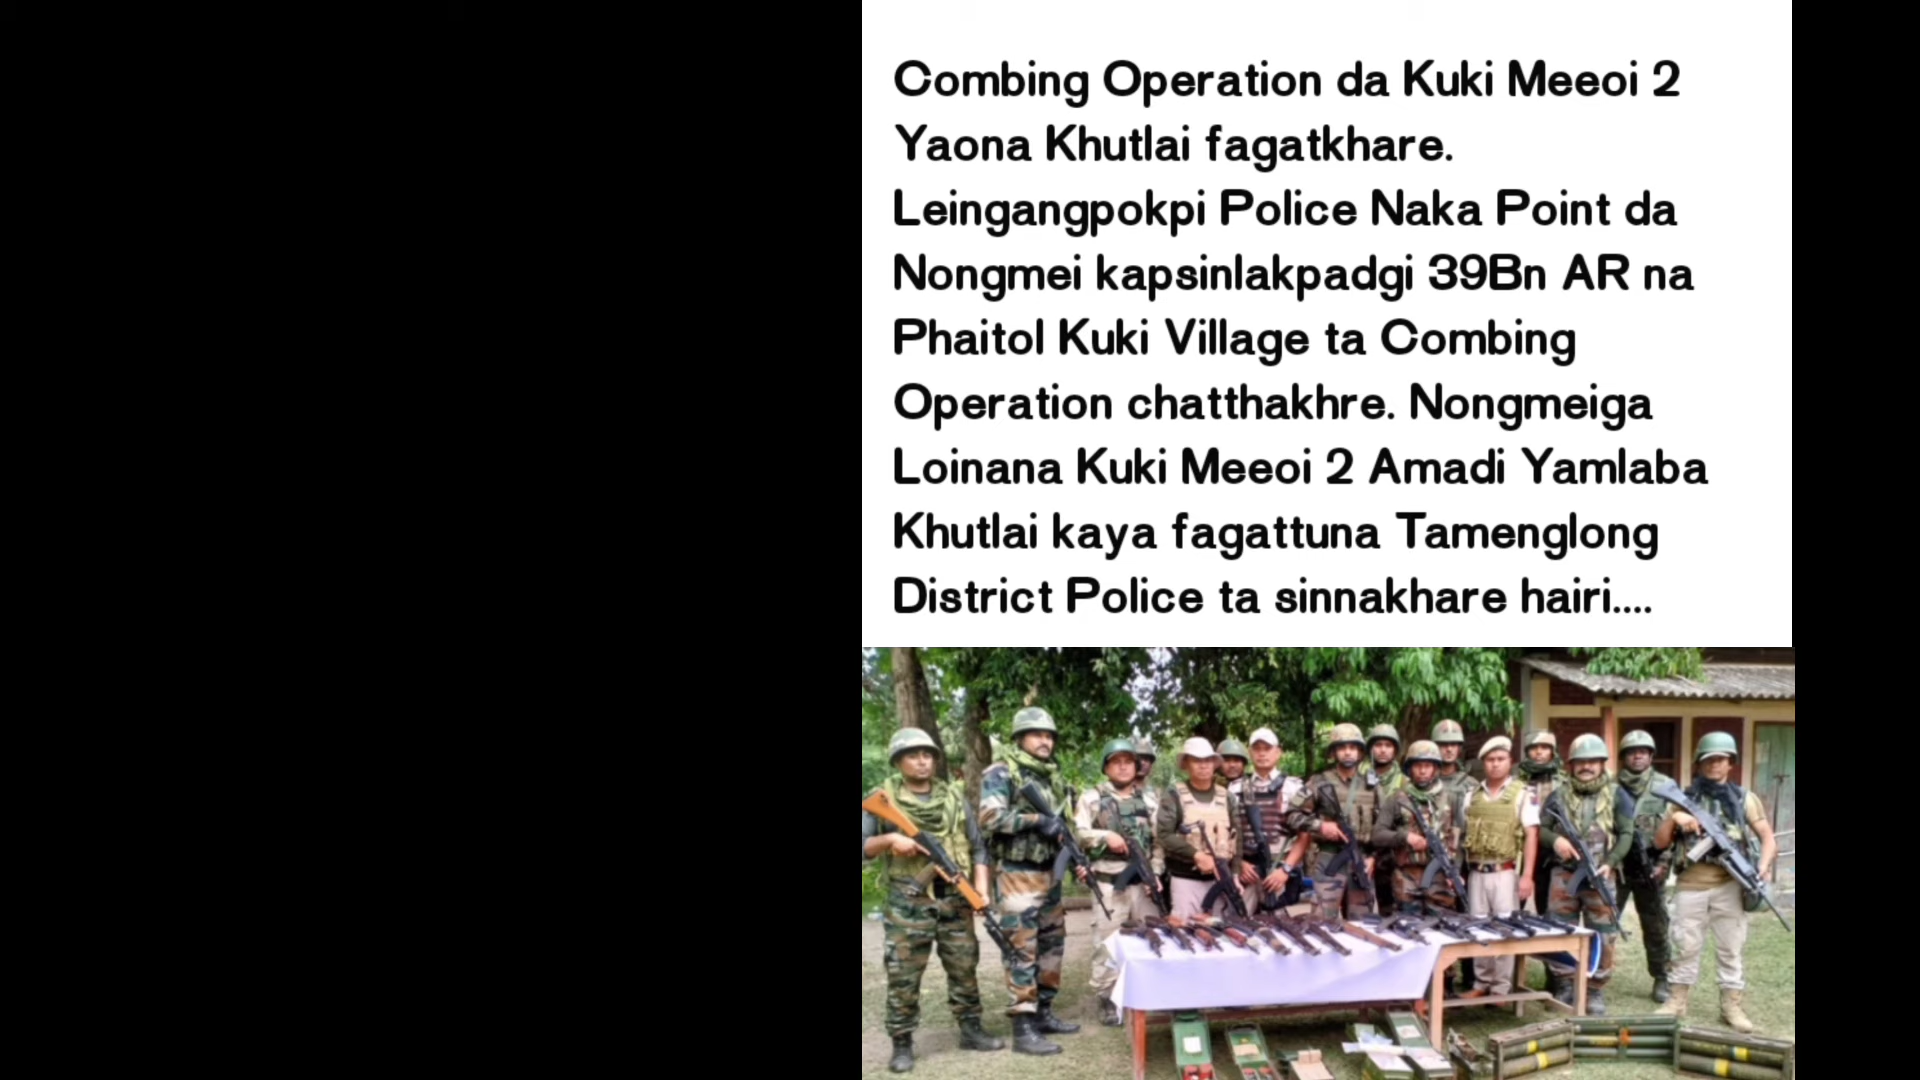 Combing Operation da Kuki Meeoi 2
Yaona Khutlai fagatkhare.
Leingangpokpi Police Naka Point da
Nongmei kapsinlakpadgi 39Bn AR na
Phaitol Kuki Village ta Combing
Operation chatthakhre. Nongmeiga
Loinana Kuki Meeoi 2 Amadi Yamlaba
Khutlai kaya fagattuna Tamenglong
District Police ta sinnakhare hairi....